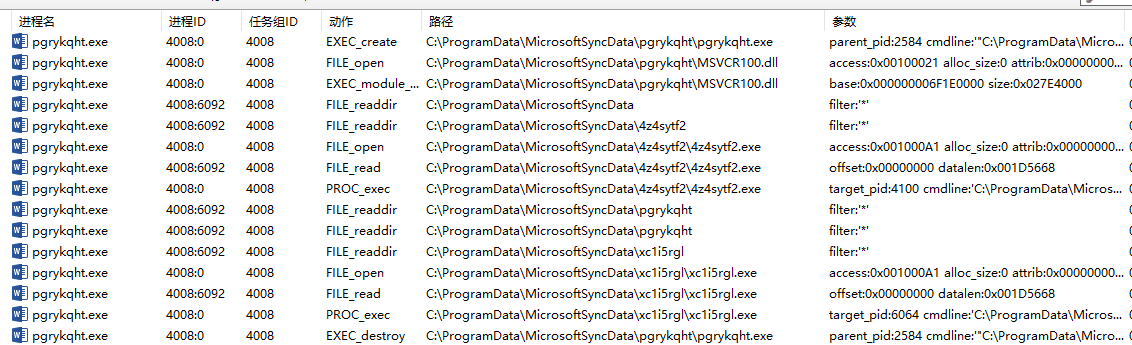 进程名 进程ID 任务组ID 动作 路径 参数
pgrykqht.exe 4008:0 4008 EXEC_create C:\ProgramData\MicrosoftSyncData\pgrykqht\pgrykqht.exe parent_pid:2584 cmdline:'"C:\ProgramData\Micro...
pgrykqht.exe 4008:0 4008 FILE_open C:\ProgramData\MicrosoftSyncData\pgrykqht\MSVCR100.dll access:0x00100021 alloc_size:0 attrib:0x00000000...
pgrykqht.exe 4008:0 4008 EXEC_module_... C:\ProgramData\MicrosoftSyncData\pgrykqht\MSVCR100.dll base:0x000000006F1E0000 size:0x027E4000
pgrykqht.exe 4008:6092 4008 FILE_readdir C:\ProgramData\MicrosoftSyncData filter:'*'
pgrykqht.exe 4008:6092 4008 FILE_readdir C:\ProgramData\MicrosoftSyncData\4z4sytf2 filter:'*'
pgrykqht.exe 4008:0 4008 FILE_open C:\ProgramData\MicrosoftSyncData\4z4sytf2\4z4sytf2.exe access:0x001000A1 alloc_size:0 attrib:0x00000000...
pgrykqht.exe 4008:6092 4008 FILE_read C:\ProgramData\MicrosoftSyncData\4z4sytf2\4z4sytf2.exe offset:0x00000000 datalen:0x001D5668
pgrykqht.exe 4008:0 4008 PROC_exec C:\ProgramData\MicrosoftSyncData\4z4sytf2\4z4sytf2.exe target_pid:4100 cmdline:'C:\ProgramData\Micros...
pgrykqht.exe 4008:6092 4008 FILE_readdir C:\ProgramData\MicrosoftSyncData\pgrykqht filter:'*'
pgrykqht.exe 4008:6092 4008 FILE_readdir C:\ProgramData\MicrosoftSyncData\pgrykqht filter:'*'
pgrykqht.exe 4008:6092 4008 FILE_readdir C:\ProgramData\MicrosoftSyncData\xc1i5rgl filter:'*'
pgrykqht.exe 4008:0 4008 FILE_open C:\ProgramData\MicrosoftSyncData\xc1i5rgl\xc1i5rgl.exe access:0x001000A1 alloc_size:0 attrib:0x00000000...
pgrykqht.exe 4008:6092 4008 FILE_read C:\ProgramData\MicrosoftSyncData\xc1i5rgl\xc1i5rgl.exe offset:0x00000000 datalen:0x001D5668
pgrykqht.exe 4008:0 4008 PROC_exec C:\ProgramData\MicrosoftSyncData\xc1i5rgl\xc1i5rgl.exe target_pid:6064 cmdline:'C:\ProgramData\Micros...
pgrykqht.exe 4008:0 4008 EXEC_destroy C:\ProgramData\MicrosoftSyncData\pgrykqht\pgrykqht.exe parent_pid:2584 cmdline:'"C:\ProgramData\Micro...